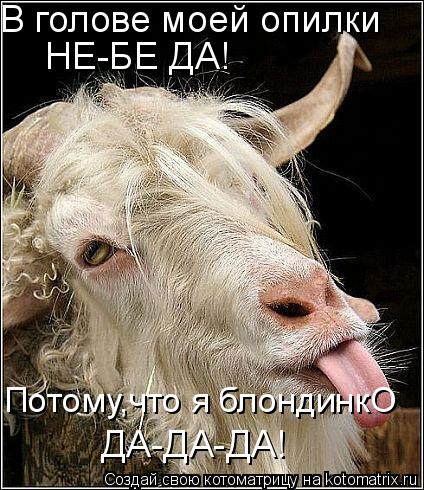 В голове моей опилки
НЕ-БЕ ДА!
Потому,что я блондинкО
ДА-ДА-ДА!
Создай свою котоматрицу на kotomatrix.ru